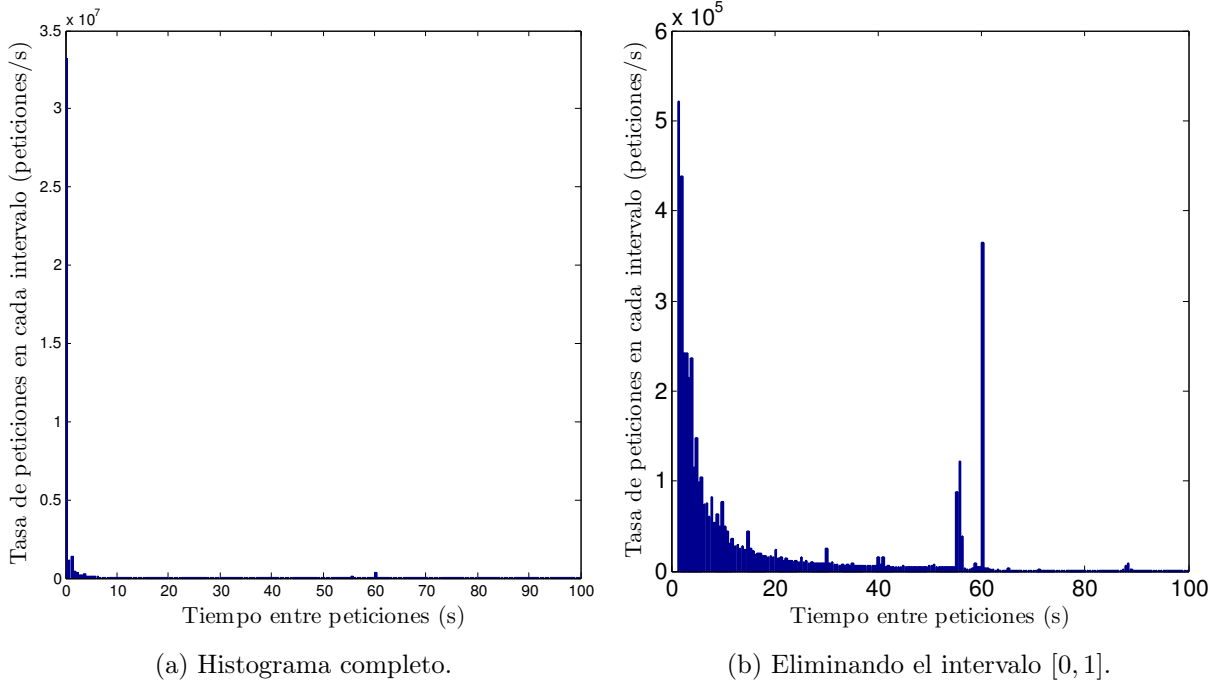 x 10^7
3.5
3
2.5
2
1.5
1
0.5
0
0 10 20 30 40 50 60 70 80 90 100
Tasa de peticiones en cada intervalo (peticiones/s)
Tiempo entre peticiones (s)
(a) Histograma completo.
x 10^5
6
5
4
3
2
1
0
0 20 40 60 80 100
Tasa de peticiones en cada intervalo (peticiones/s)
Tiempo entre peticiones (s)
(b) Eliminando el intervalo [0, 1].